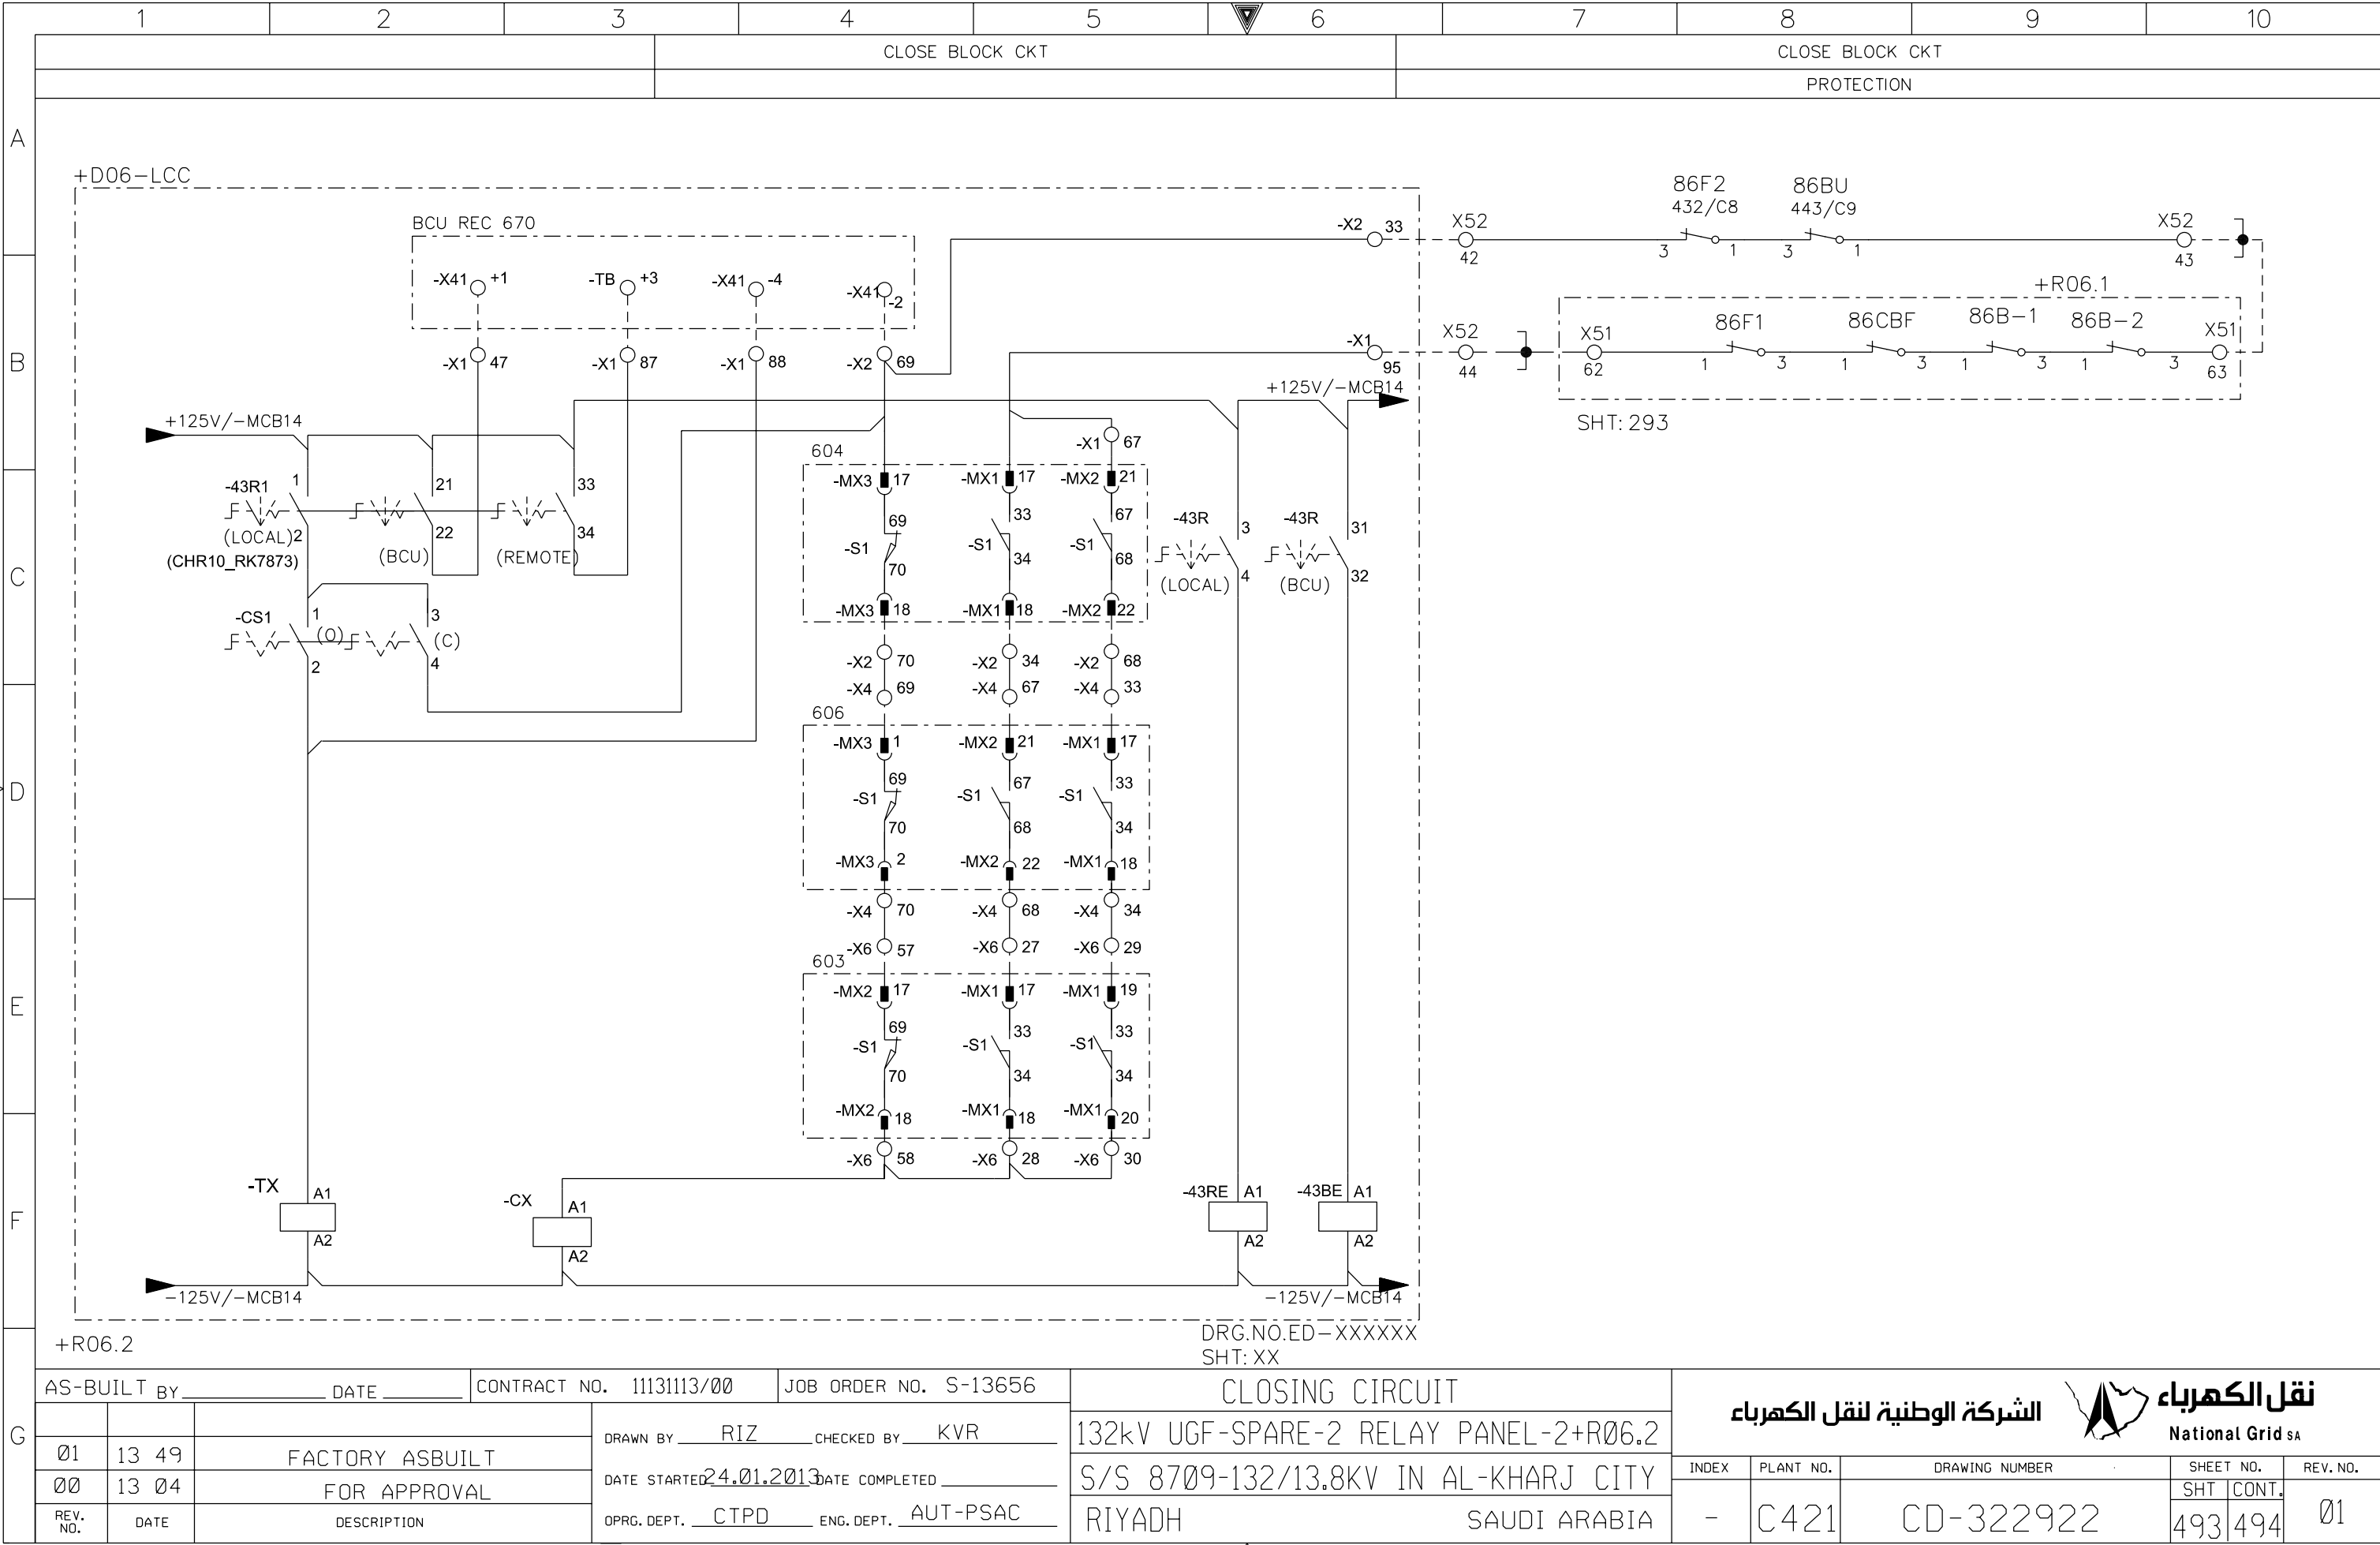 1 2 3 4 5 6 7 8 9 10
CLOSE BLOCK CKT
CLOSE BLOCK CKT
PROTECTION
A
B
C
D
E
F
G
+D06-LCC
BCU REC 670
-X41 +1
-TB +3
-X41 -4
-X41 -2
-X1 47
-X1 87
-X1 88
-X2 69
-X2 33
X52
42
86F2
432/C8
3 1
86BU
443/C9
3 1
X52
43
+R06.1
-X1
95
X52
44
X51
62
86F1
1 3
86CBF
1 3
86B-1
1 3
86B-2
1 3
X51
63
SHT: 293
+125V/-MCB14
+125V/-MCB14
-43R1
1
2
(LOCAL)
(CHR10_RK7873)
21
22
(BCU)
33
34
(REMOTE)
-CS1
1
(O)
2
3
(C)
4
604
-X1 67
-MX3 17
-MX1 17
-MX2 21
69
33
67
-S1
-S1
-S1
70
34
68
-MX3 18
-MX1 18
-MX2 22
-X2 70
-X2 34
-X2 68
-X4 69
-X4 67
-X4 33
606
-MX3 1
-MX2 21
-MX1 17
69
67
33
-S1
-S1
-S1
70
68
34
-MX3 2
-MX2 22
-MX1 18
-X4 70
-X4 68
-X4 34
-X6 57
-X6 27
-X6 29
603
-MX2 17
-MX1 17
-MX1 19
69
33
33
-S1
-S1
-S1
70
34
34
-MX2 18
-MX1 18
-MX1 20
-X6 58
-X6 28
-X6 30
-43R
3
4
(LOCAL)
-43R
31
32
(BCU)
-TX
A1
A2
-CX
A1
A2
-43RE A1
A2
-43BE A1
A2
-125V/-MCB14
-125V/-MCB14
+R06.2
DRG.NO.ED-XXXXXX
SHT: XX
AS-BUILT BY DATE
CONTRACT NO. 11131113/00
JOB ORDER NO. S-13656
01 13 49 FACTORY ASBUILT
00 13 04 FOR APPROVAL
REV. NO. DATE DESCRIPTION
DRAWN BY RIZ CHECKED BY KVR
DATE STARTED 24.01.2013 DATE COMPLETED
OPRG. DEPT. CTPD ENG. DEPT. AUT-PSAC
CLOSING CIRCUIT
132kV UGF-SPARE-2 RELAY PANEL-2+R06.2
S/S 8709-132/13.8KV IN AL-KHARJ CITY
RIYADH SAUDI ARABIA
الشركة الوطنية لنقل الكهرباء
نقل الكهرباء
National Grid SA
INDEX PLANT NO. DRAWING NUMBER SHEET NO. REV. NO.
SHT CONT.
- C421 CD-322922 493 494 01